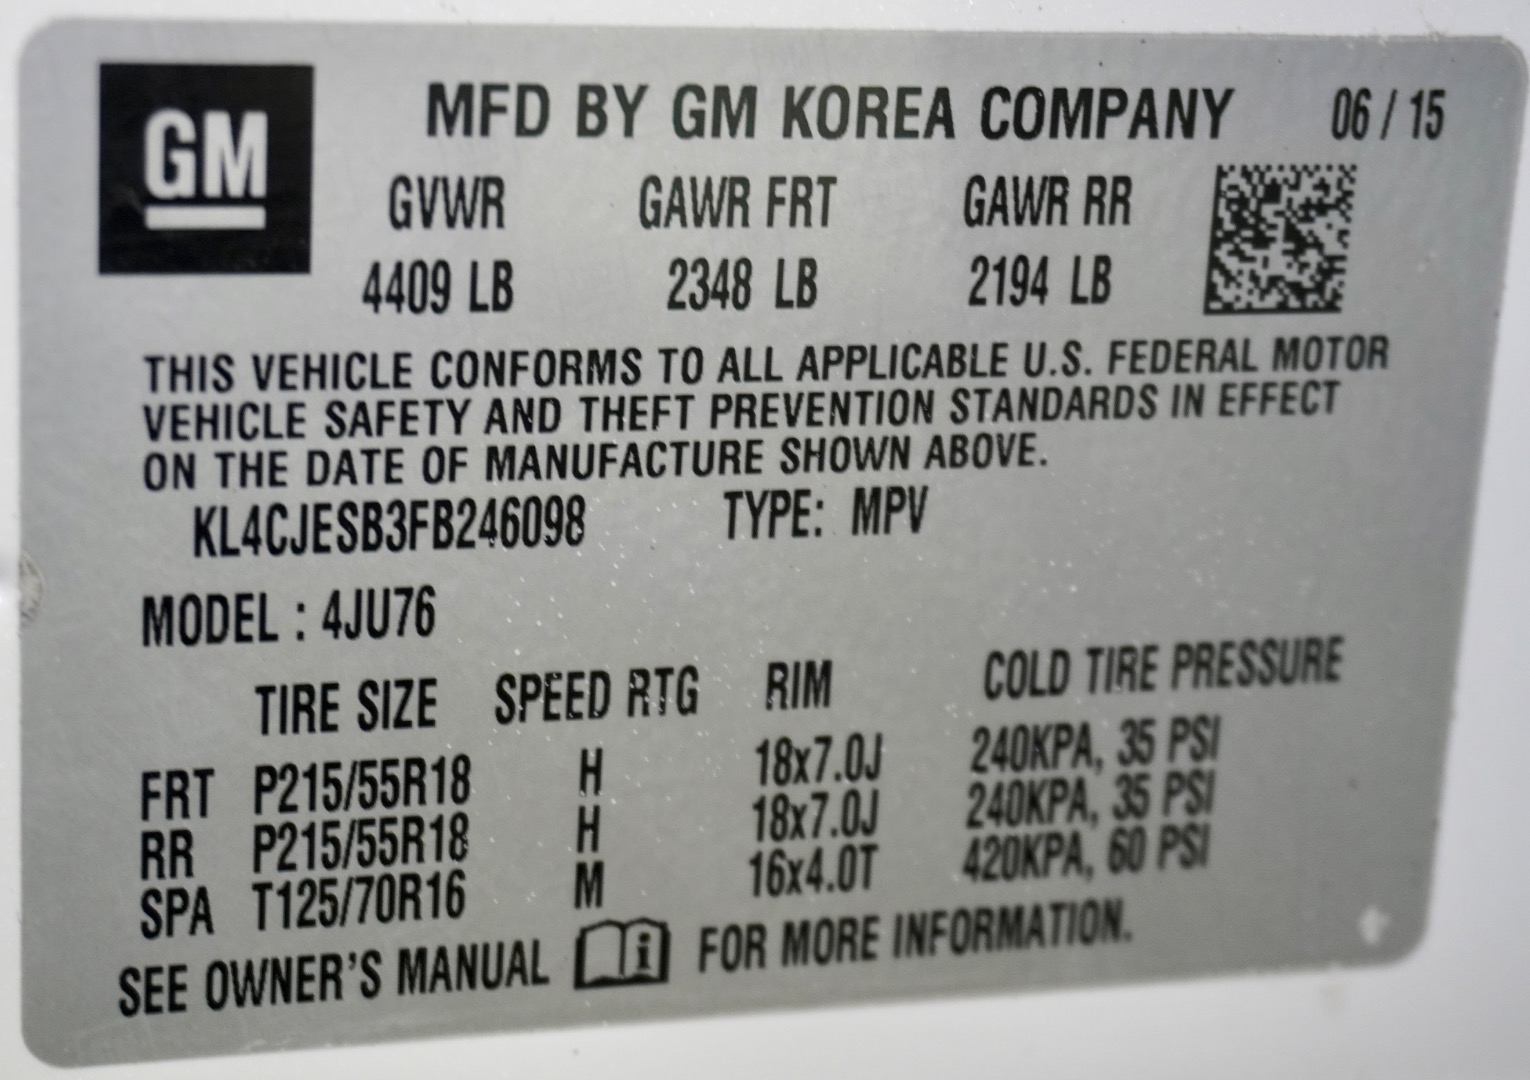 GM
MFD BY GM KOREA COMPANY 06 / 15
GVWR GAWR FRT GAWR RR
4409 LB 2348 LB 2194 LB
THIS VEHICLE CONFORMS TO ALL APPLICABLE U.S. FEDERAL MOTOR
VEHICLE SAFETY AND THEFT PREVENTION STANDARDS IN EFFECT
ON THE DATE OF MANUFACTURE SHOWN ABOVE.
KL4CJESB3FB246098 TYPE: MPV
MODEL : 4JU76
TIRE SIZE SPEED RTG RIM COLD TIRE PRESSURE
FRT P215/55R18 H 18x7.0J 240KPA, 35 PSI
RR P215/55R18 H 18x7.0J 240KPA, 35 PSI
SPA T125/70R16 M 16x4.0T 420KPA, 60 PSI
SEE OWNER'S MANUAL i FOR MORE INFORMATION.